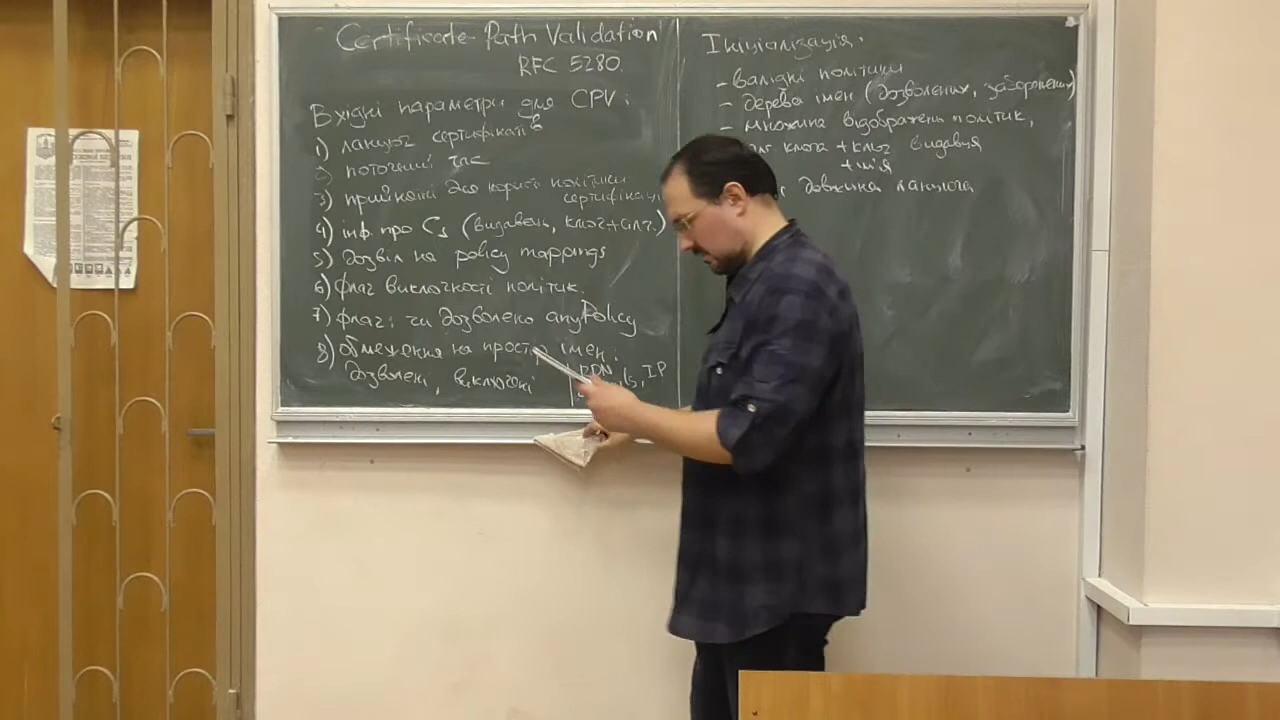 Certificate Path Validation
RFC 5280.
Вхідні параметри для CPV:
1) ланцюг сертифікатів
2) поточний час
3) прийнятні для корист. політики
сертифікації
4) інф. про C₁ (видавець, ключ+алг.)
5) дозвіл на policy mappings
6) флаг виключності політик.
7) флаг: чи дозволено anyPolicy
8) обмеження на простір імен:
дозволені, виключені
RDN
IP
Ініціалізація.
- валідні політики
- дерева імен (дозволених, заборонених)
- множина відображень політик,
ключа + ключ видавця
+ ім'я
довжина ланцюга